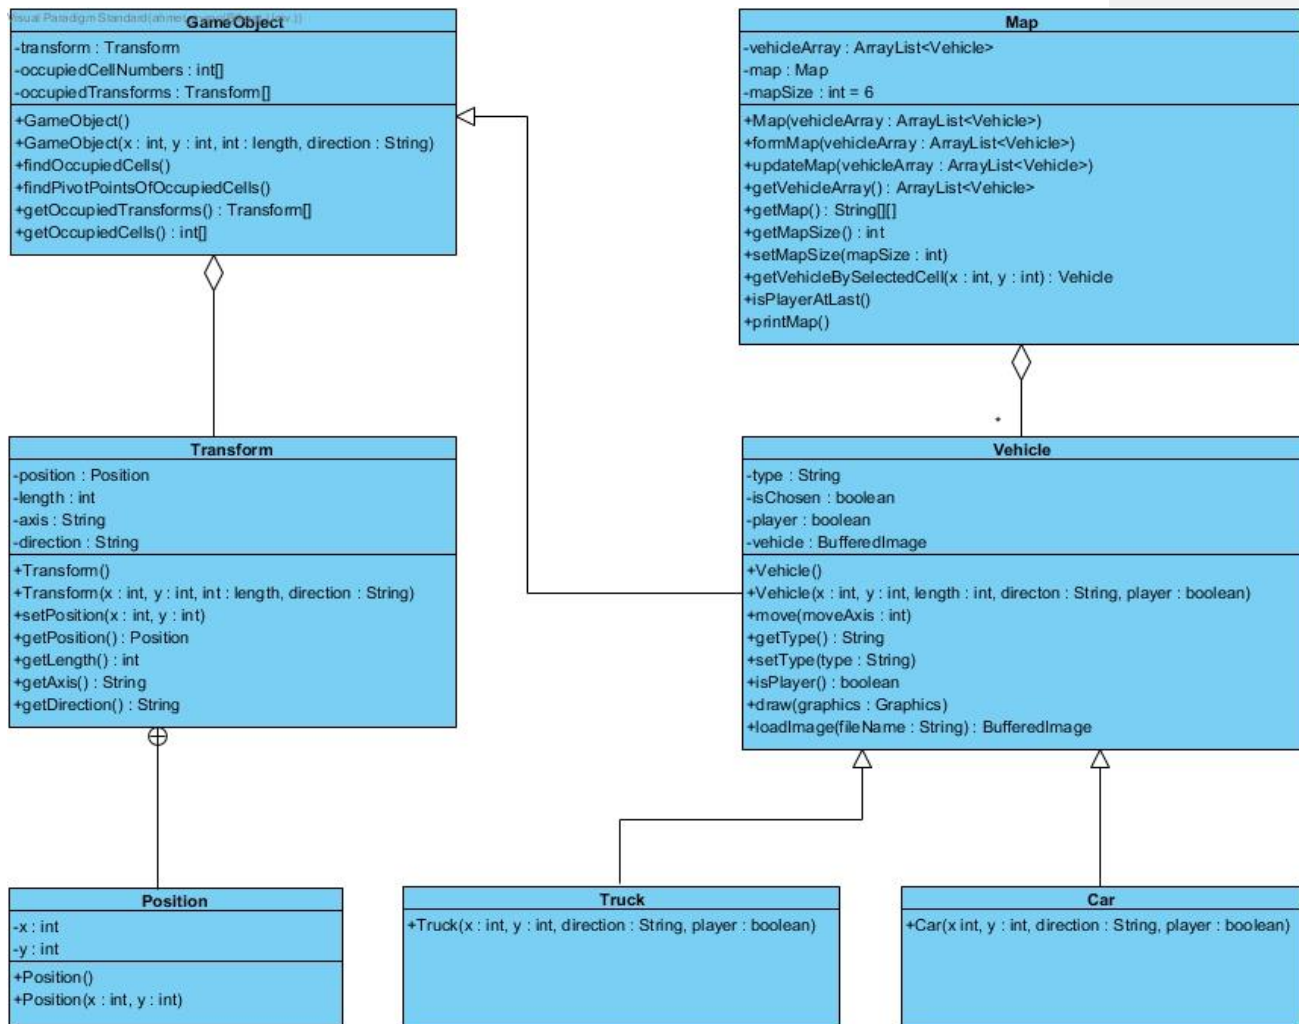 GameObject
-transform : Transform
-occupiedCellNumbers : int[]
-occupiedTransforms : Transform[]
+GameObject()
+GameObject(x : int, y : int, int : length, direction : String)
+findOccupiedCells()
+findPivotPointsOfOccupiedCells()
+getOccupiedTransforms() : Transform[]
+getOccupiedCells() : int[]
Map
-vehicleArray : ArrayList<Vehicle>
-map : Map
-mapSize : int = 6
+Map(vehicleArray : ArrayList<Vehicle>)
+formMap(vehicleArray : ArrayList<Vehicle>)
+updateMap(vehicleArray : ArrayList<Vehicle>)
+getVehicleArray() : ArrayList<Vehicle>
+getMap() : String[][]
+getMapSize() : int
+setMapSize(mapSize : int)
+getVehicleBySelectedCell(x : int, y : int) : Vehicle
+isPlayerAtLast()
+printMap()
*
Transform
-position : Position
-length : int
-axis : String
-direction : String
+Transform()
+Transform(x : int, y : int, int : length, direction : String)
+setPosition(x : int, y : int)
+getPosition() : Position
+getLength() : int
+getAxis() : String
+getDirection() : String
Vehicle
-type : String
-isChosen : boolean
-player : boolean
-vehicle : BufferedImage
+Vehicle()
+Vehicle(x : int, y : int, length : int, directon : String, player : boolean)
+move(moveAxis : int)
+getType() : String
+setType(type : String)
+isPlayer() : boolean
+draw(graphics : Graphics)
+loadImage(fileName : String) : BufferedImage
Position
-x : int
-y : int
+Position()
+Position(x : int, y : int)
Truck
+Truck(x : int, y : int, direction : String, player : boolean)
Car
+Car(x int, y : int, direction : String, player : boolean)
Visual Paradigm Standard